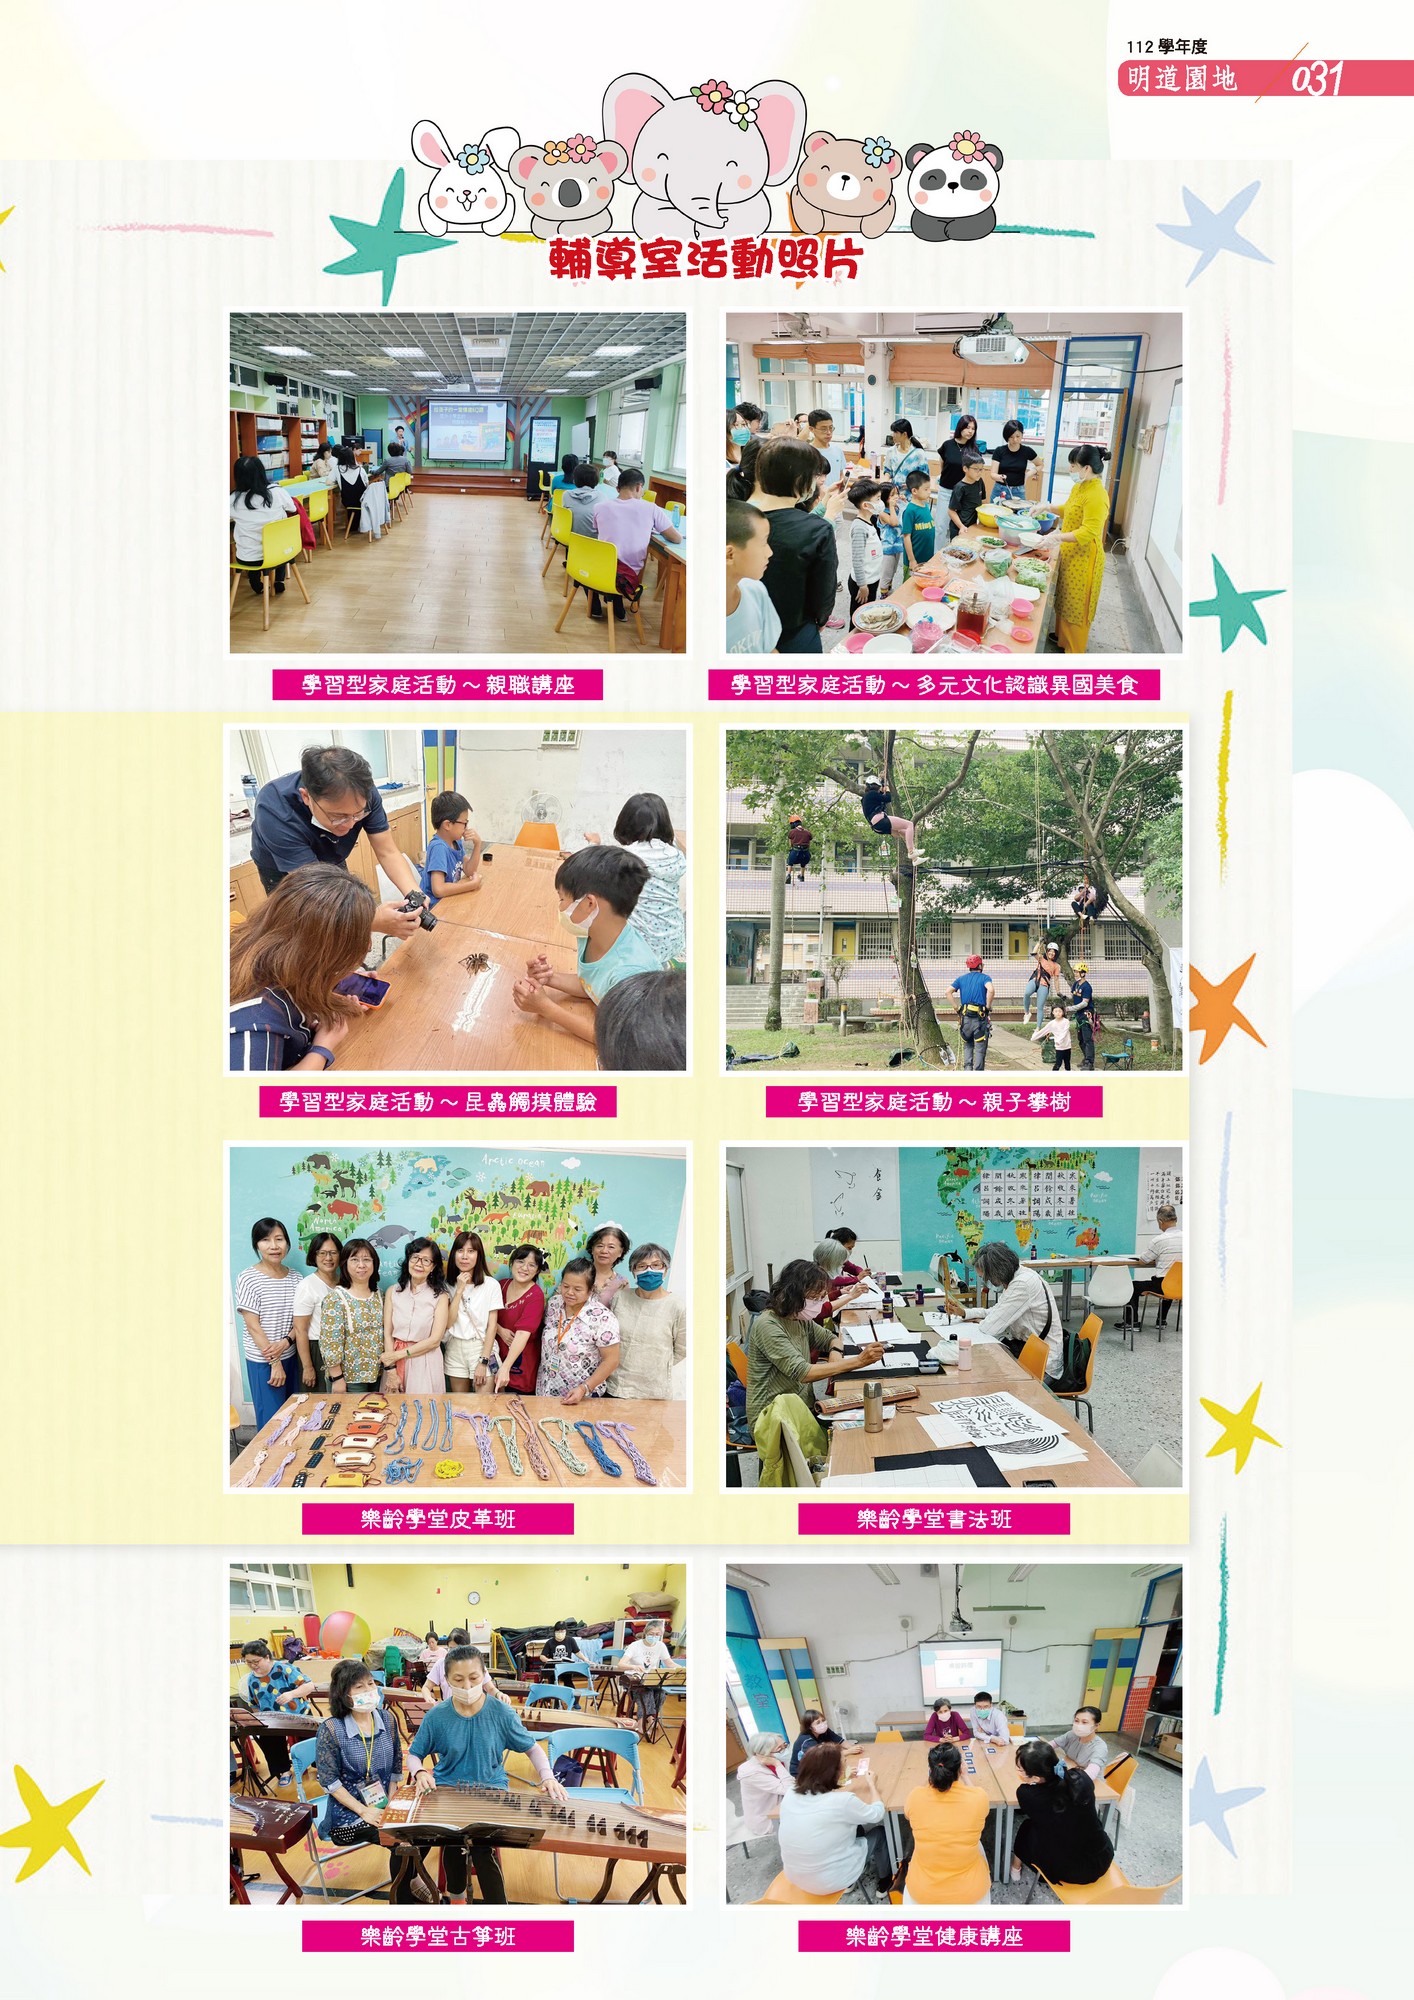 112 學年度
明道園地 031
輔導室活動照片
學習型家庭活動～親職講座
學習型家庭活動～多元文化認識異國美食
學習型家庭活動～昆蟲觸摸體驗
學習型家庭活動～親子攀樹
Arctic ocean
North
America
樂齡學堂皮革班
樂齡學堂書法班
樂齡學堂古箏班
樂齡學堂健康講座